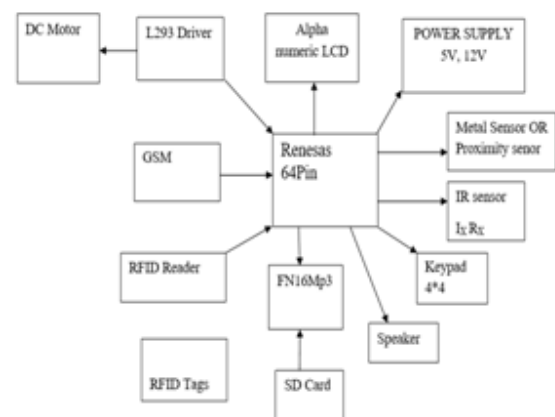 DC Motor
L293 Driver
Alpha
numeric LCD
POWER SUPPLY
5V, 12V
Metal Sensor OR
Proximity senor
Renesas
64Pin
GSM
IR sensor
Ix Rx
RFID Reader
FN16Mp3
Keypad
4*4
Speaker
RFID Tags
SD Card